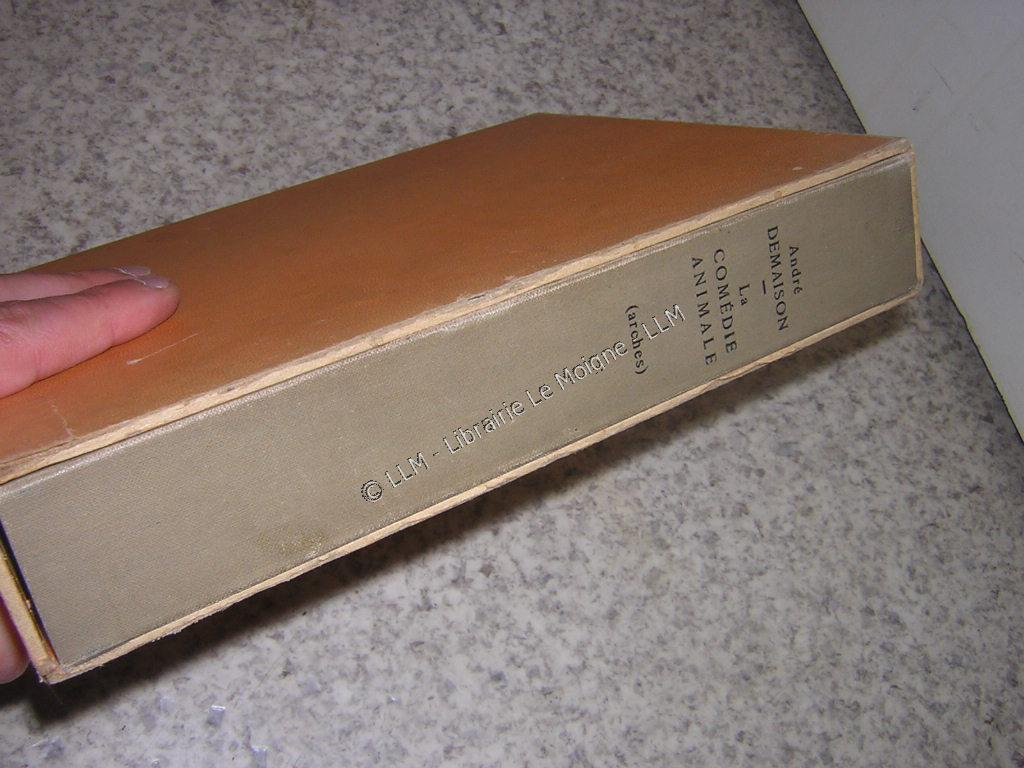 André
DEMAISON
La
COMÉDIE
ANIMALE
(arches)
© LLM - Librairie Le Moigne - LLM